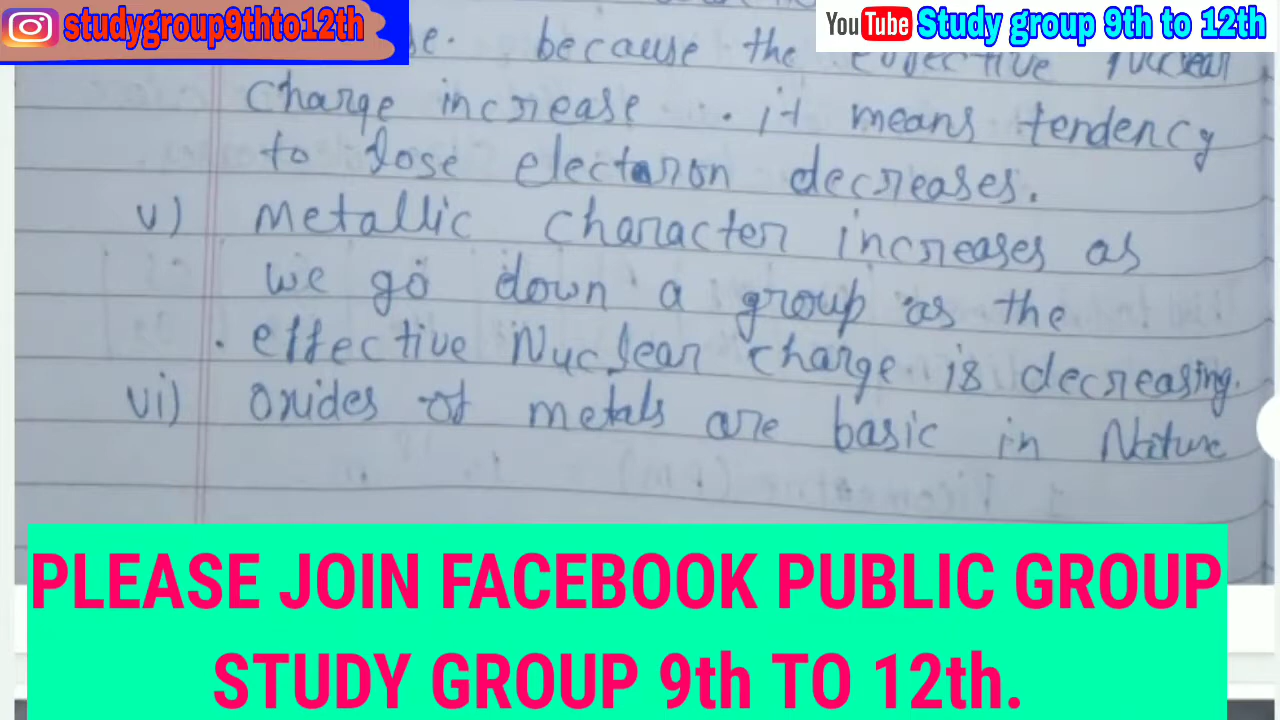 studygroup9thto12th
YouTube Study group 9th to 12th
se. because the effective nuclear
charge increase . it means tendency
to lose electron decreases.
v) metallic character increases as
we go down a group as the
effective Nuclear charge is decreasing.
vi) oxides of metals are basic in Nature
PLEASE JOIN FACEBOOK PUBLIC GROUP
STUDY GROUP 9th TO 12th.